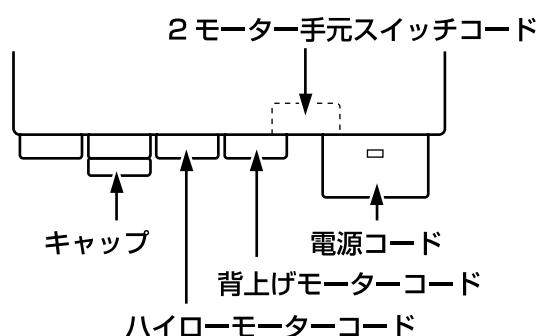 2モーター手元スイッチコード
キャップ
電源コード
背上げモーターコード
ハイローモーターコード